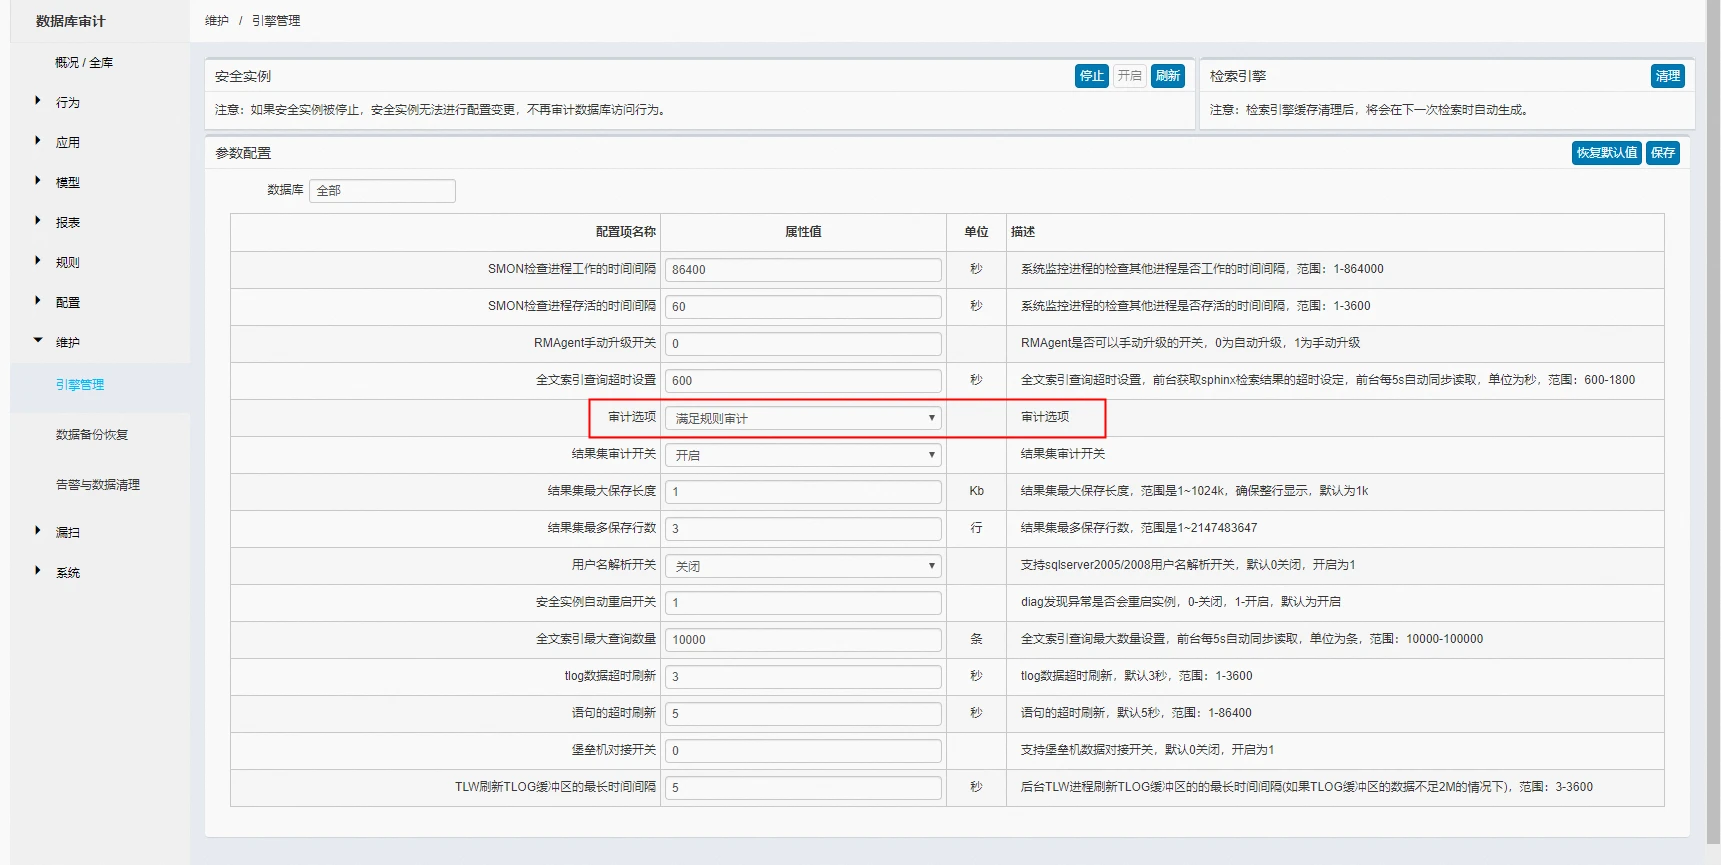 数据库审计
维护 / 引擎管理
概况 / 全库
行为
应用
模型
报表
规则
配置
维护
引擎管理
数据备份恢复
告警与数据清理
漏扫
系统
安全实例 停止 开启 刷新
注意：如果安全实例被停止，安全实例无法进行配置变更，不再审计数据库访问行为。
检索引擎 清理
注意：检索引擎缓存清理后，将会在下一次检索时自动生成。
参数配置 恢复默认值 保存
数据库 全部
配置项名称 属性值 单位 描述
SMON检查进程工作的时间间隔 86400 秒 系统监控进程的检查其他进程是否工作的时间间隔，范围：1-864000
SMON检查进程存活的时间间隔 60 秒 系统监控进程的检查其他进程是否存活的时间间隔，范围：1-3600
RMAgent手动升级开关 0 RMAgent是否可以手动升级的开关，0为自动升级，1为手动升级
全文索引查询超时设置 600 秒 全文索引查询超时设置，前台获取sphinx检索结果的超时设定，前台每5s自动同步读取，单位为秒，范围：600-1800
审计选项 满足规则审计 审计选项
结果集审计开关 开启 结果集审计开关
结果集最大保存长度 1 Kb 结果集最大保存长度，范围是1~1024k，确保整行显示，默认为1k
结果集最多保存行数 3 行 结果集最多保存行数，范围是1~2147483647
用户名解析开关 关闭 支持sqlserver2005/2008用户名解析开关，默认0关闭，开启为1
安全实例自动重启开关 1 diag发现异常是否会重启实例，0-关闭，1-开启，默认为开启
全文索引最大查询数量 10000 条 全文索引查询最大数量设置，前台每5s自动同步读取，单位为条，范围：10000-100000
tlog数据超时刷新 3 秒 tlog数据超时刷新，默认3秒，范围：1-3600
语句的超时刷新 5 秒 语句的超时刷新，默认5秒，范围：1-86400
堡垒机对接开关 0 支持堡垒机数据对接开关，默认0关闭，开启为1
TLW刷新TLOG缓冲区的最长时间间隔 5 秒 后台TLW进程刷新TLOG缓冲区的的最长时间间隔(如果TLOG缓冲区的数据不足2M的情况下)，范围：3-3600